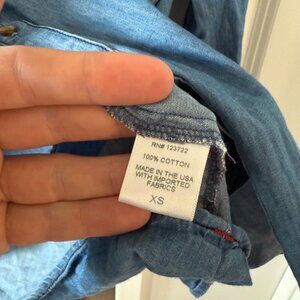 RN# 123722
100% COTTON
MADE IN THE USA
WITH IMPORTED
FABRICS
XS